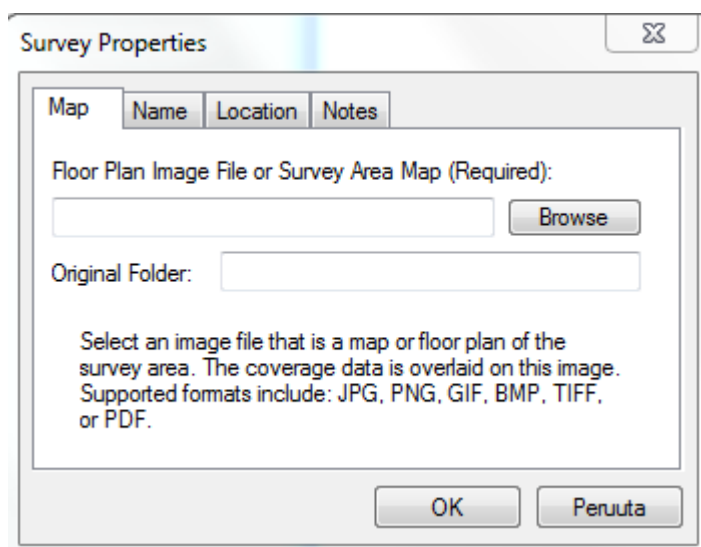 Survey Properties
Map Name Location Notes
Floor Plan Image File or Survey Area Map (Required):
Browse
Original Folder:
Select an image file that is a map or floor plan of the
survey area. The coverage data is overlaid on this image.
Supported formats include: JPG, PNG, GIF, BMP, TIFF,
or PDF.
OK Peruuta